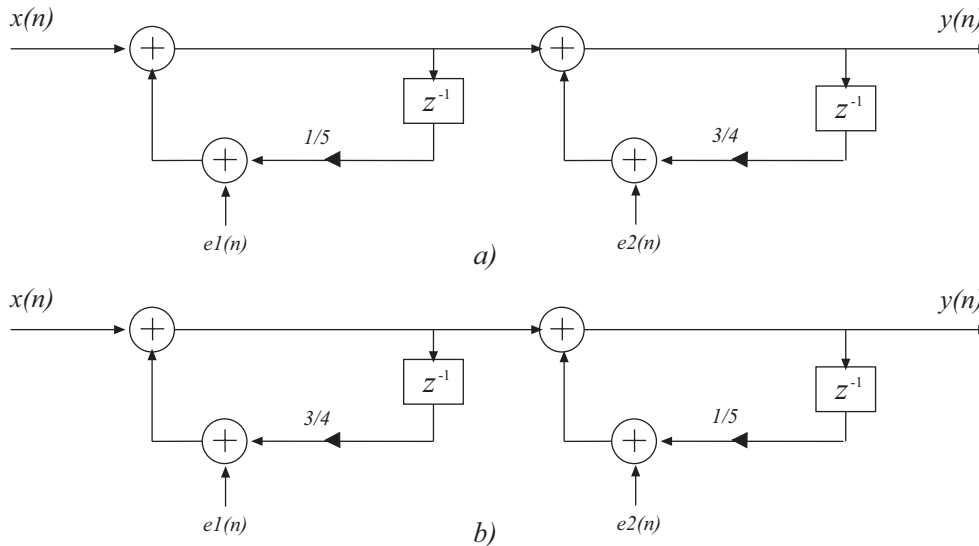 x(n) y(n)
+ +
z⁻¹ z⁻¹
1/5 3/4
+ +
e1(n) e2(n)
a)
x(n) y(n)
+ +
z⁻¹ z⁻¹
3/4 1/5
+ +
e1(n) e2(n)
b)